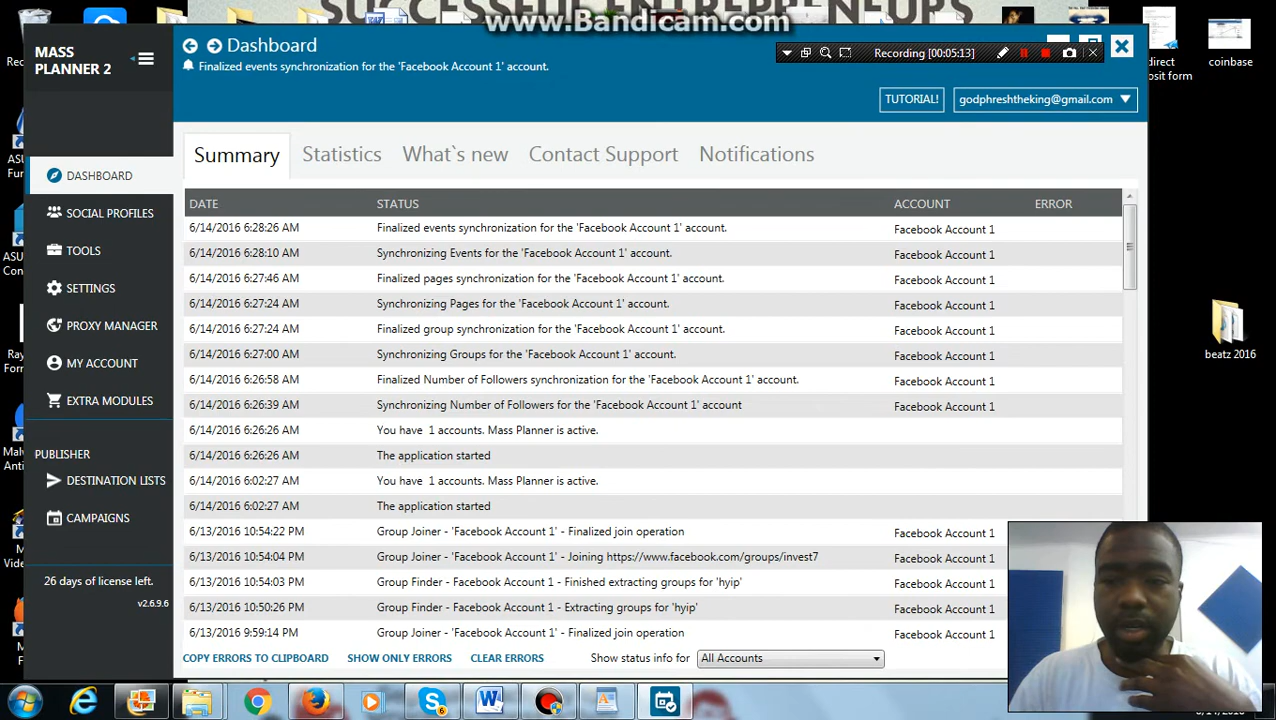 SUCCESSFUL ENTREPRENEURS
www.Bandicam.com
MASS
PLANNER 2
Dashboard
Finalized events synchronization for the 'Facebook Account 1' account.
Recording [00:05:13]
TUTORIAL!
godphreshtheking@gmail.com
direct
osit form
coinbase
DASHBOARD
SOCIAL PROFILES
TOOLS
SETTINGS
PROXY MANAGER
MY ACCOUNT
EXTRA MODULES
PUBLISHER
DESTINATION LISTS
CAMPAIGNS
26 days of license left.
v2.6.9.6
Summary Statistics What`s new Contact Support Notifications
DATE STATUS ACCOUNT ERROR
6/14/2016 6:28:26 AM Finalized events synchronization for the 'Facebook Account 1' account. Facebook Account 1
6/14/2016 6:28:10 AM Synchronizing Events for the 'Facebook Account 1' account. Facebook Account 1
6/14/2016 6:27:46 AM Finalized pages synchronization for the 'Facebook Account 1' account. Facebook Account 1
6/14/2016 6:27:24 AM Synchronizing Pages for the 'Facebook Account 1' account. Facebook Account 1
6/14/2016 6:27:24 AM Finalized group synchronization for the 'Facebook Account 1' account. Facebook Account 1
6/14/2016 6:27:00 AM Synchronizing Groups for the 'Facebook Account 1' account. Facebook Account 1
6/14/2016 6:26:58 AM Finalized Number of Followers synchronization for the 'Facebook Account 1' account. Facebook Account 1
6/14/2016 6:26:39 AM Synchronizing Number of Followers for the 'Facebook Account 1' account Facebook Account 1
6/14/2016 6:26:26 AM You have 1 accounts. Mass Planner is active.
6/14/2016 6:26:26 AM The application started
6/14/2016 6:02:27 AM You have 1 accounts. Mass Planner is active.
6/14/2016 6:02:27 AM The application started
6/13/2016 10:54:22 PM Group Joiner - 'Facebook Account 1' - Finalized join operation Facebook Account 1
6/13/2016 10:54:04 PM Group Joiner - 'Facebook Account 1' - Joining https://www.facebook.com/groups/invest7 Facebook Account 1
6/13/2016 10:54:03 PM Group Finder - Facebook Account 1 - Finished extracting groups for 'hyip' Facebook Account 1
6/13/2016 10:50:26 PM Group Finder - Facebook Account 1 - Extracting groups for 'hyip' Facebook Account 1
6/13/2016 9:59:14 PM Group Joiner - 'Facebook Account 1' - Finalized join operation Facebook Account 1
COPY ERRORS TO CLIPBOARD SHOW ONLY ERRORS CLEAR ERRORS Show status info for All Accounts
beatz 2016